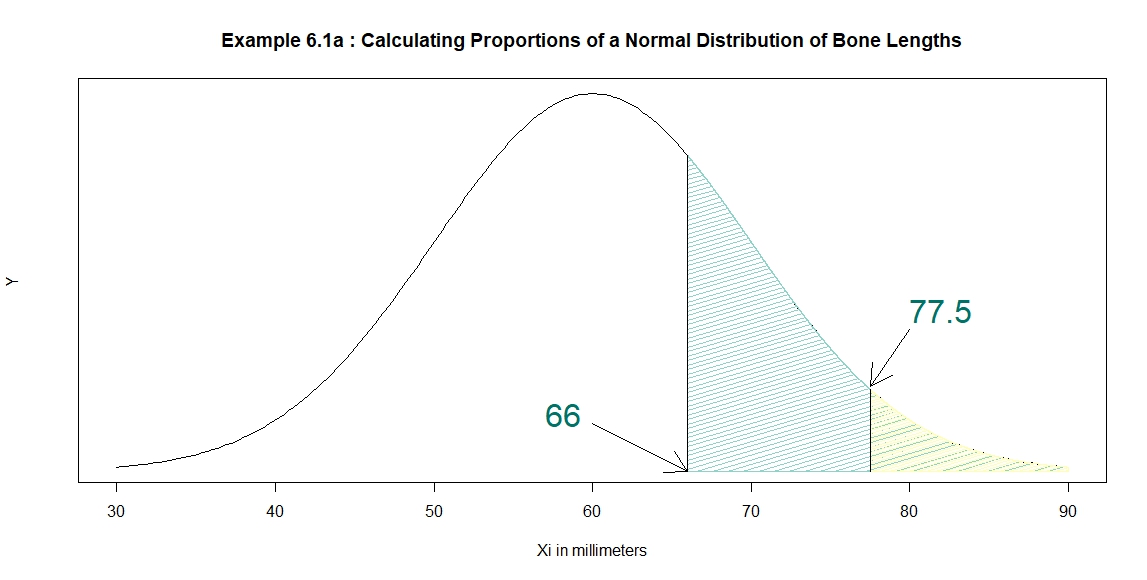 Example 6.1a : Calculating Proportions of a Normal Distribution of Bone Lengths
Y
77.5
66
30 40 50 60 70 80 90
Xi in millimeters